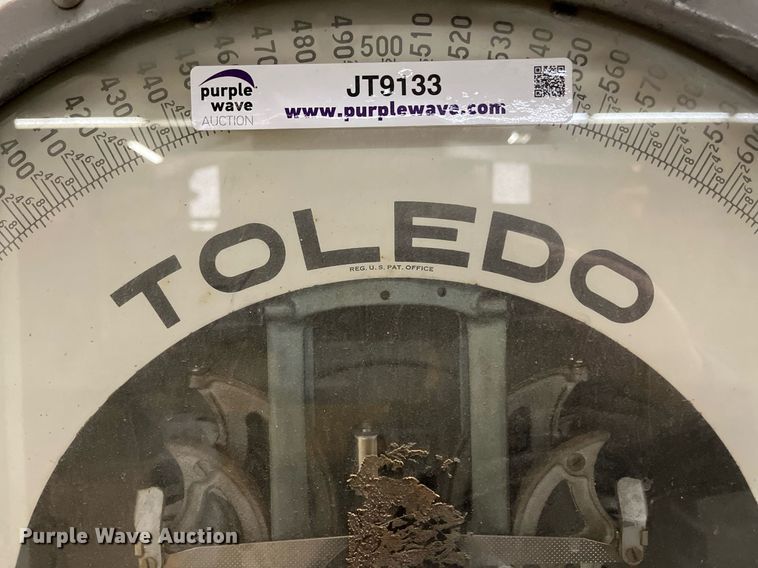 400 410 420 430 440 450 460 470 480 490 500 510 520 530 540 550 560 570 580 590 600
purple
wave
AUCTION
JT9133
www.purplewave.com
TOLEDO
REG. U. S. PAT. OFFICE
Purple Wave Auction